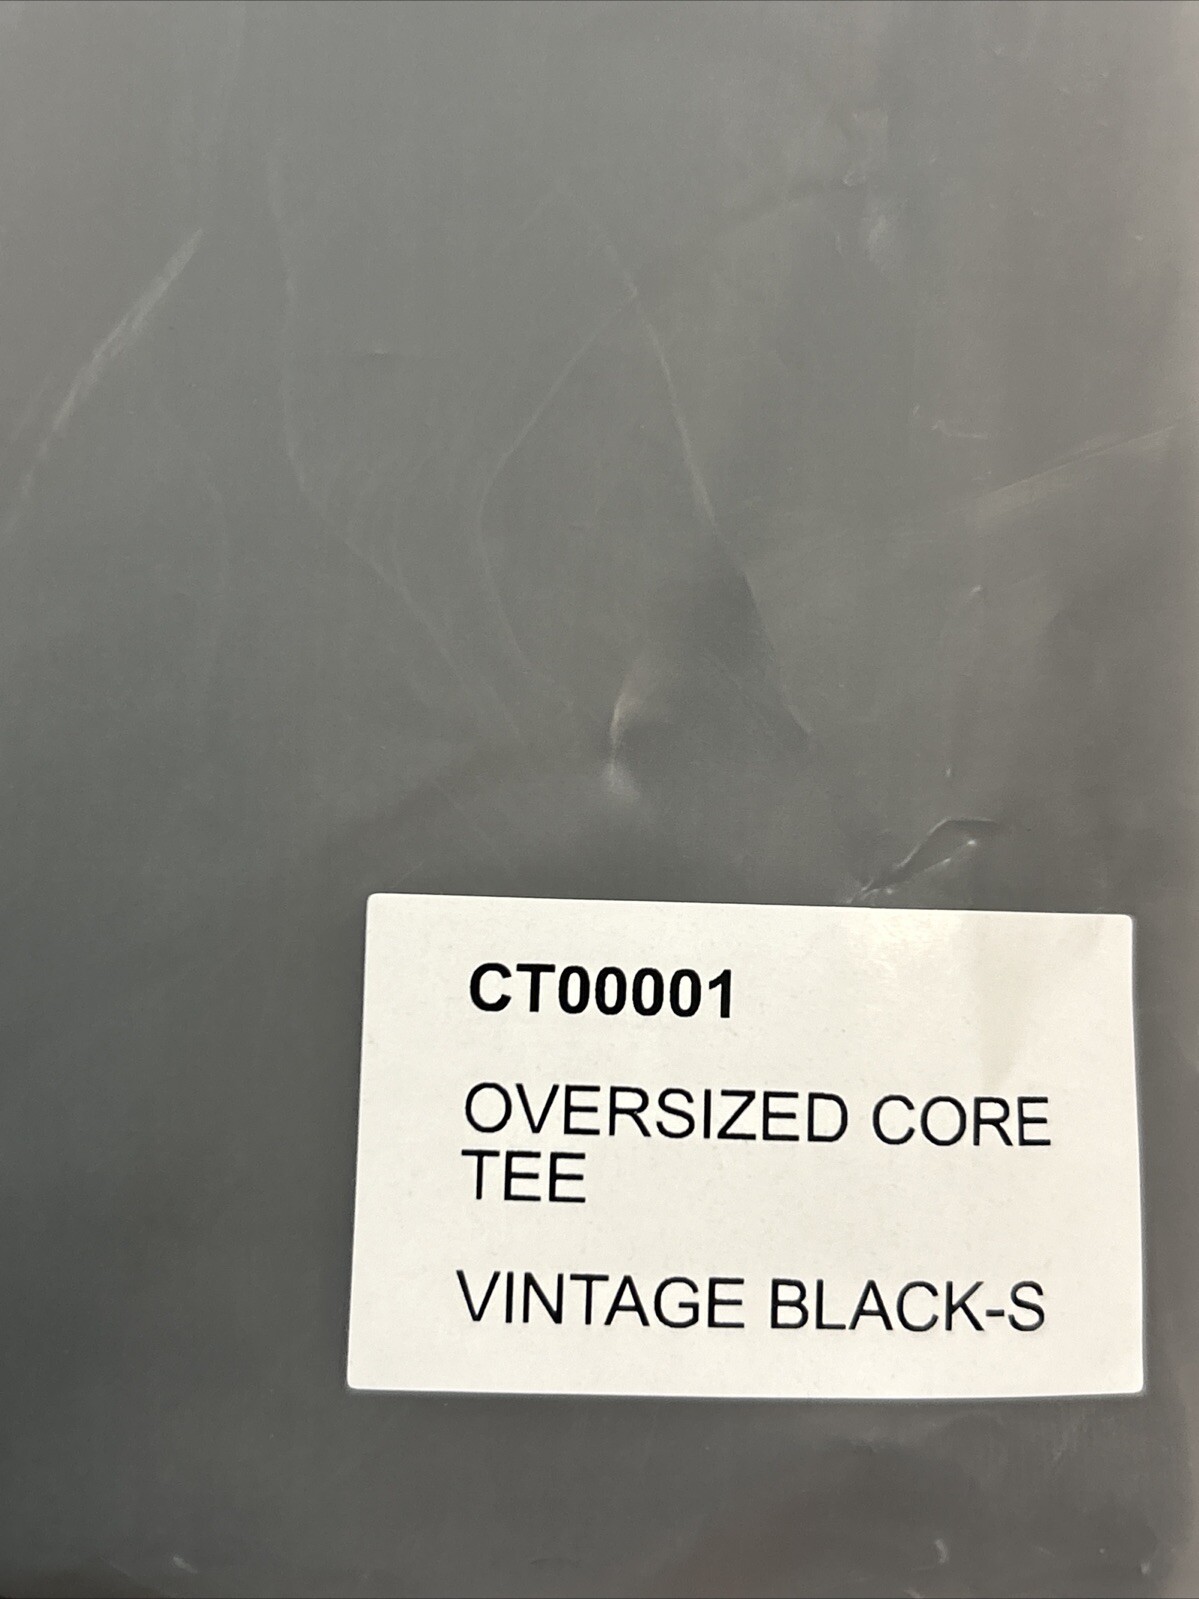 CT00001
OVERSIZED CORE
TEE
VINTAGE BLACK-S